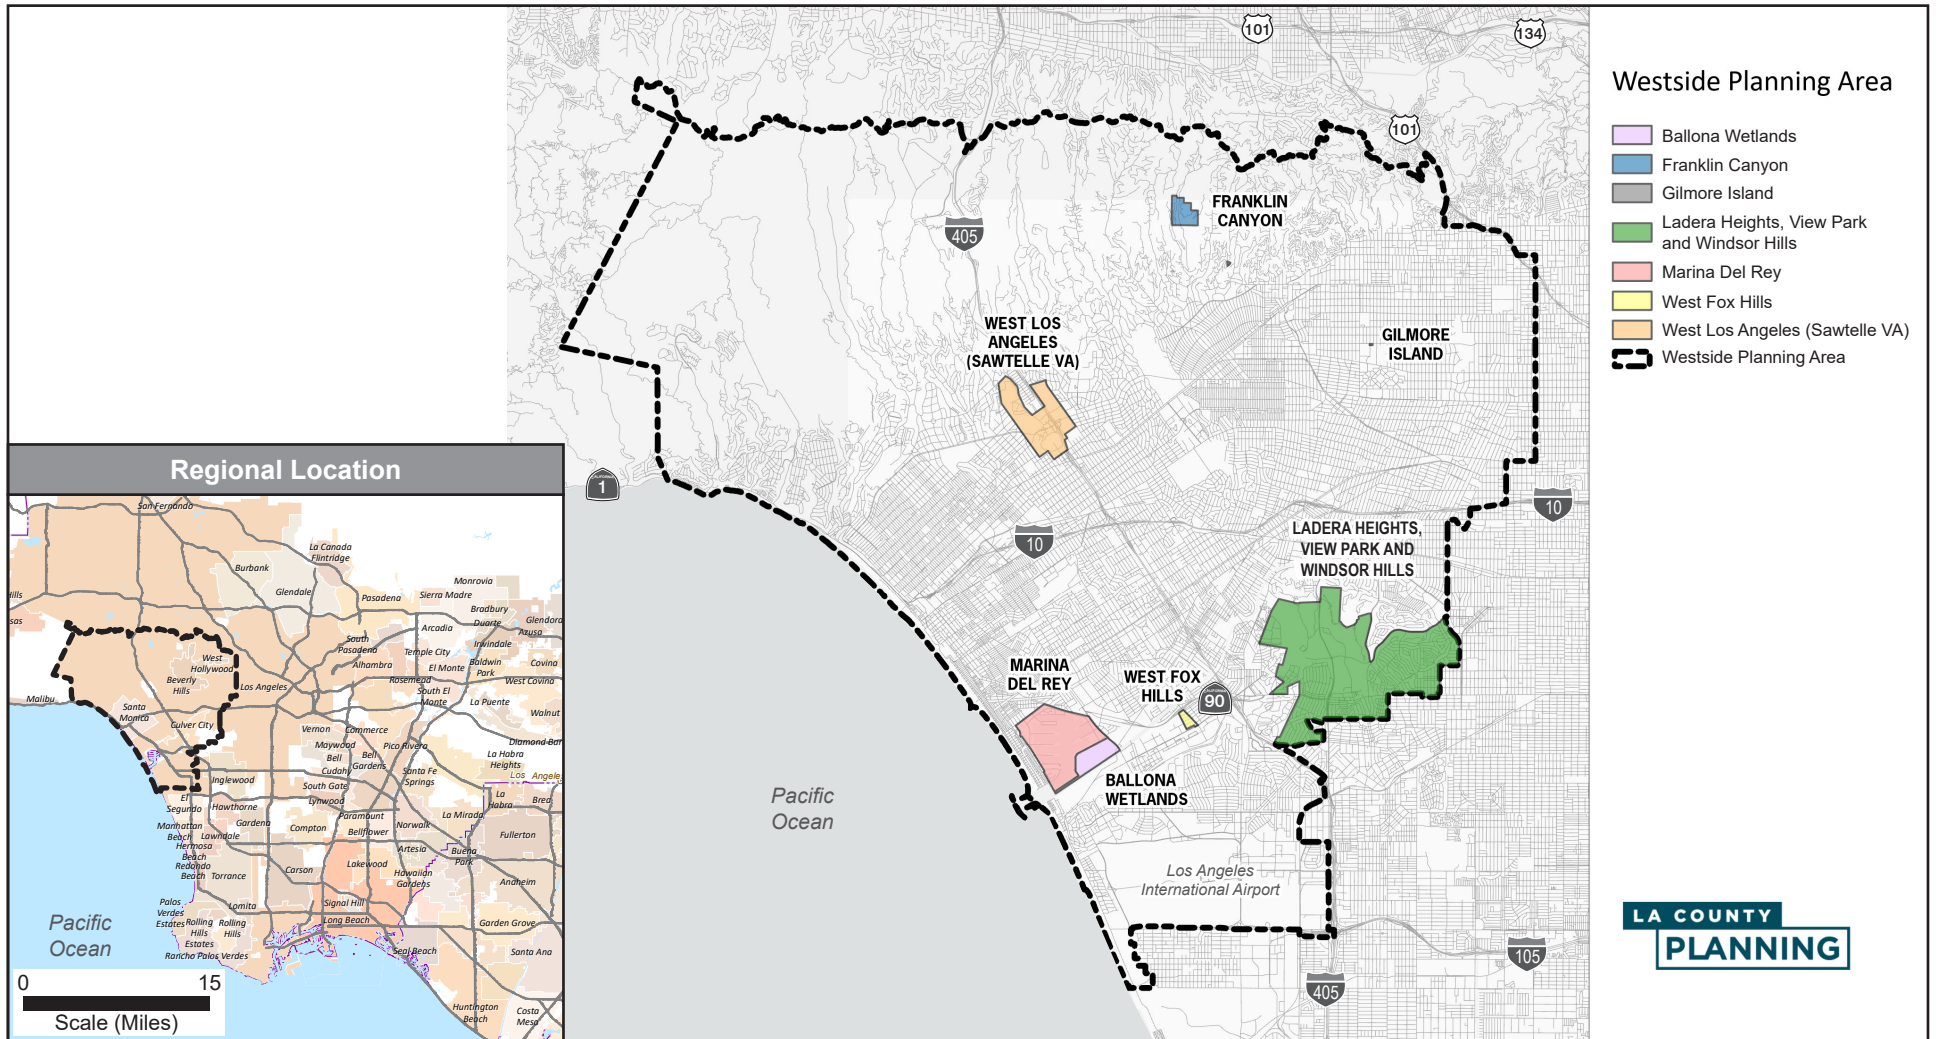 Westside Planning Area
Ballona Wetlands
Franklin Canyon
Gilmore Island
Ladera Heights, View Park
and Windsor Hills
Marina Del Rey
West Fox Hills
West Los Angeles (Sawtelle VA)
Westside Planning Area
101
134
101
FRANKLIN
CANYON
405
WEST LOS
ANGELES
(SAWTELLE VA)
GILMORE
ISLAND
CALIFORNIA
1
10
10
LADERA HEIGHTS,
VIEW PARK AND
WINDSOR HILLS
MARINA
DEL REY
WEST FOX
HILLS
CALIFORNIA
90
BALLONA
WETLANDS
Pacific
Ocean
Los Angeles
International Airport
105
405
LA COUNTY
PLANNING
Regional Location
San Fernando
La Canada
Flintridge
Burbank
Glendale
Pasadena
Monrovia
Sierra Madre
Bradbury
Duarte
Glendora
Azusa
Arcadia
Irwindale
hills
sas
South
Pasadena
Temple City
Alhambra
El Monte
Baldwin
Park
Covina
West
Hollywood
Beverly
Hills
Los Angeles
Rosemead
South El
Monte
West Covina
La Puente
Walnut
Malibu
Santa
Monica
Culver City
Vernon
Commerce
Maywood
Bell
Bell
Gardens
Pico Rivera
Diamond Bar
La Habra
Heights
Los Angele
Cudahy
Santa Fe
Springs
Inglewood
South Gate
Lynwood
El
Segundo
Hawthorne
La
Habra
Brea
Paramount
La Mirada
Gardena
Compton
Bellflower
Norwalk
Manhattan
Beach
Lawndale
Fullerton
Hermosa
Beach
Redondo
Beach
Torrance
Carson
Lakewood
Artesia
Buena
Park
Hawaiian
Gardens
Anaheim
Palos
Verdes
Estates
Lomita
Signal Hill
Long Beach
Rolling
Hills
Estates
Rolling
Hills
Rancho Palos Verdes
Garden Grove
Seal Beach
Santa Ana
Huntington
Beach
Costa
Mesa
Pacific
Ocean
0 15
Scale (Miles)